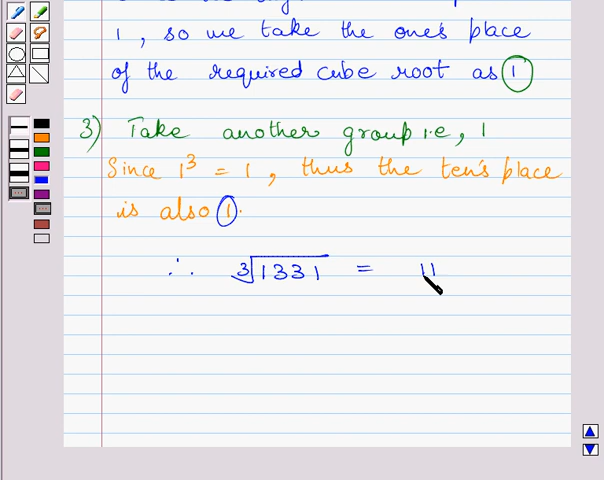 1, so we take the one's place
of the required cube root as 1
3) Take another group i.e, 1
Since 1³ = 1, thus the ten's place
is also 1.
∴ ∛1331 = 11